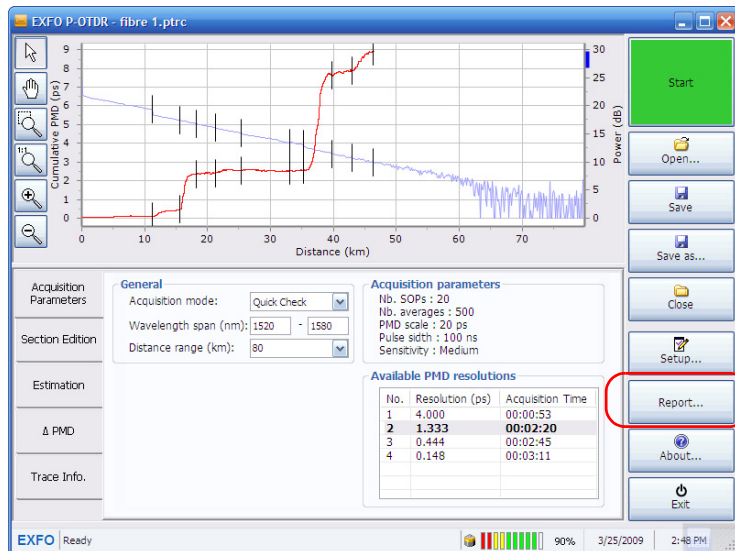 EXFO P-OTDR - fibre 1.ptrc
1:1
Cumulative PMD (ps)
9
8
7
6
5
4
3
2
1
0
30
25
20
15
10
5
0
Power (dB)
0 10 20 30 40 50 60 70
Distance (km)
Start
Open...
Save
Save as...
Close
Setup...
Report...
About...
Exit
Acquisition
Parameters
Section Edition
Estimation
Δ PMD
Trace Info.
General
Acquisition mode: Quick Check
Wavelength span (nm): 1520 - 1580
Distance range (km): 80
Acquisition parameters
Nb. SOPs : 20
Nb. averages : 500
PMD scale : 20 ps
Pulse sidth : 100 ns
Sensitivity : Medium
Available PMD resolutions
No. Resolution (ps) Acquisition Time
1 4.000 00:00:53
2 1.333 00:02:20
3 0.444 00:02:45
4 0.148 00:03:11
EXFO Ready 90% 3/25/2009 2:48 PM